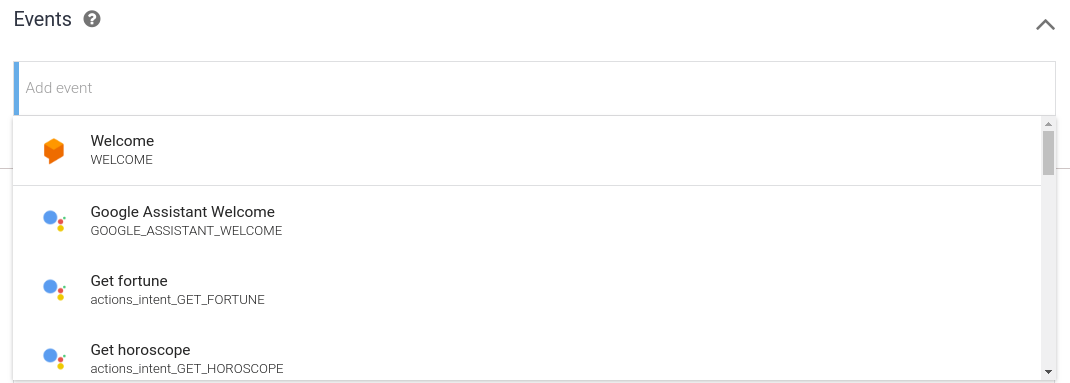 Events
Add event
Welcome
WELCOME
Google Assistant Welcome
GOOGLE_ASSISTANT_WELCOME
Get fortune
actions_intent_GET_FORTUNE
Get horoscope
actions_intent_GET_HOROSCOPE